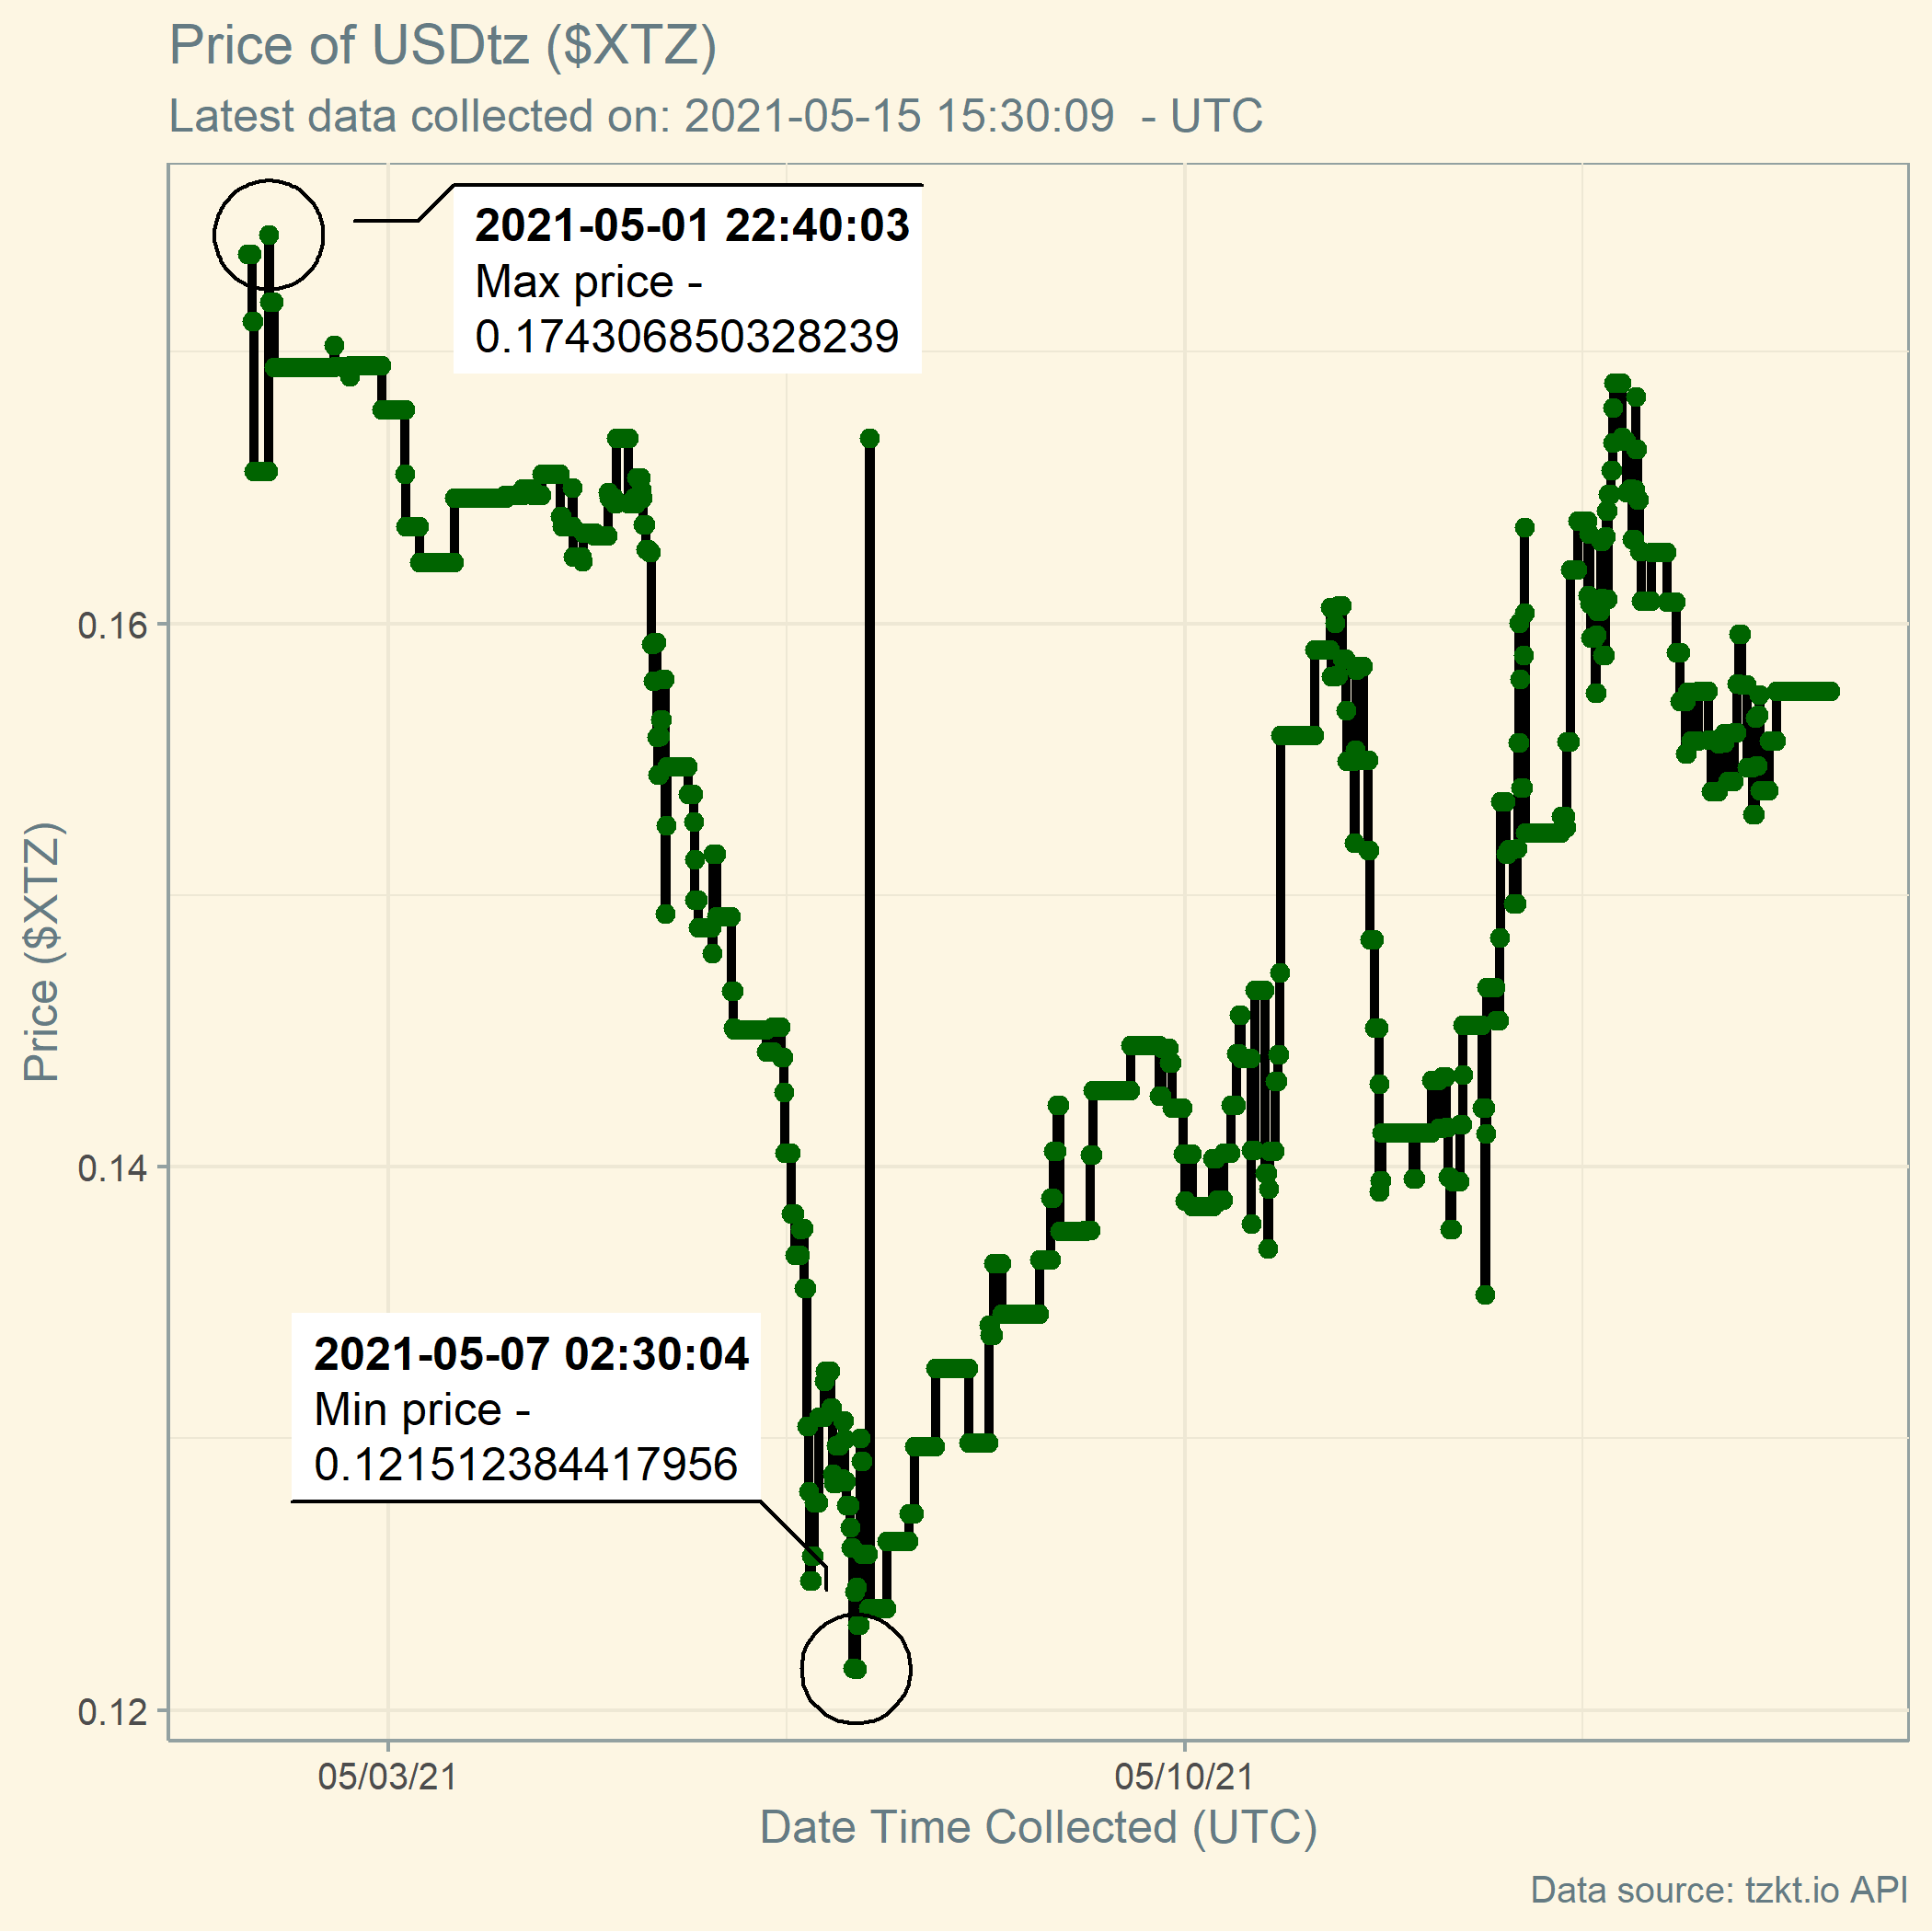 Price of USDtz ($XTZ)
Latest data collected on: 2021-05-15 15:30:09  - UTC
2021-05-01 22:40:03
Max price -
0.174306850328239
0.16
Price ($XTZ)
0.14
2021-05-07 02:30:04
Min price -
0.121512384417956
0.12
05/03/21
05/10/21
Date Time Collected (UTC)
Data source: tzkt.io API